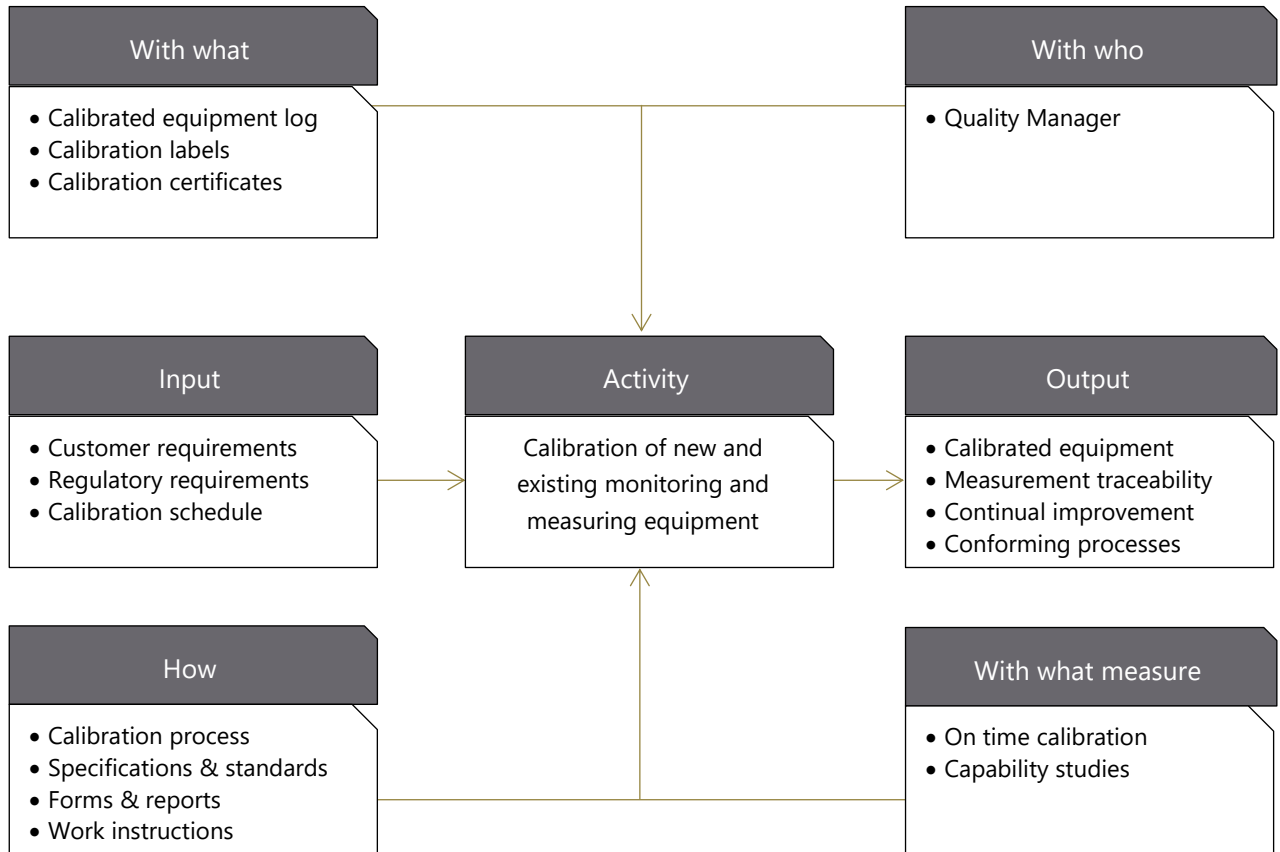 With what
• Calibrated equipment log
• Calibration labels
• Calibration certificates
With who
• Quality Manager
Input
• Customer requirements
• Regulatory requirements
• Calibration schedule
Activity
Calibration of new and
existing monitoring and
measuring equipment
Output
• Calibrated equipment
• Measurement traceability
• Continual improvement
• Conforming processes
How
• Calibration process
• Specifications & standards
• Forms & reports
• Work instructions
With what measure
• On time calibration
• Capability studies